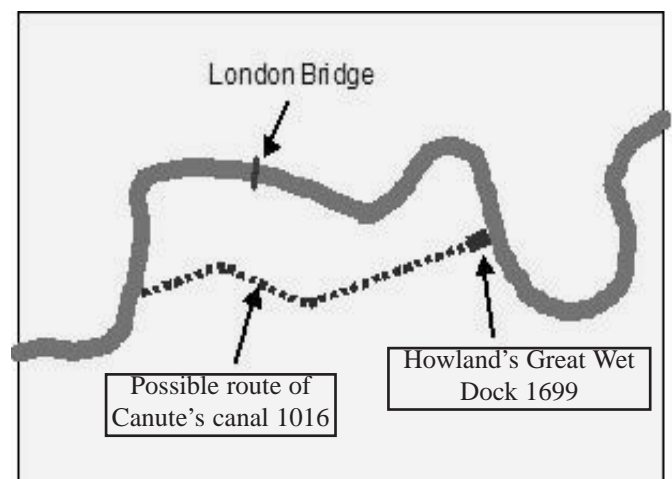 London Bridge
Possible route of
Canute's canal 1016
Howland's Great Wet
Dock 1699